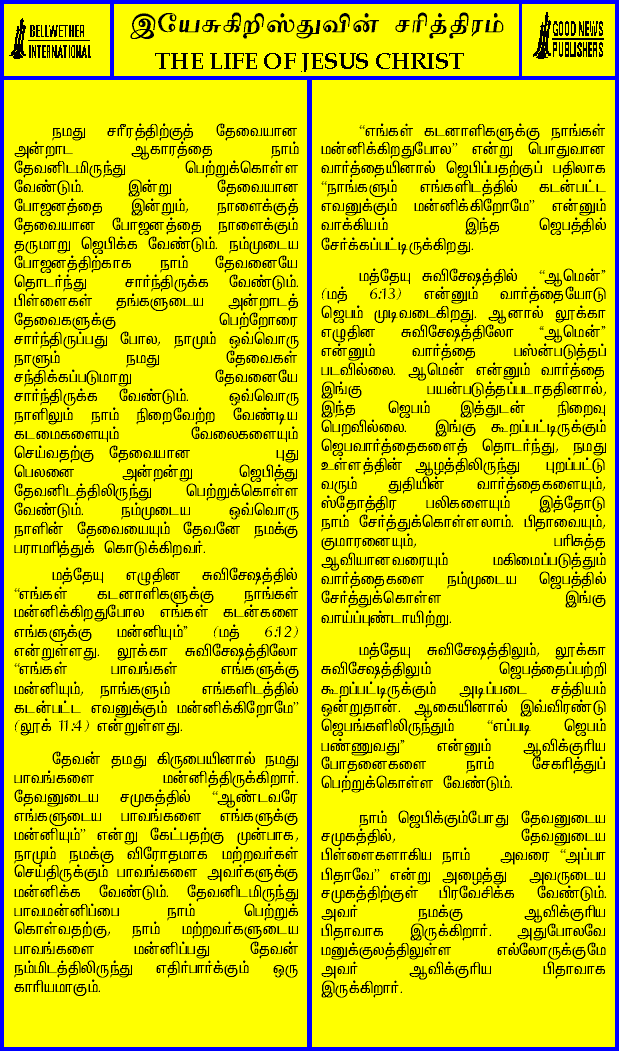 BELLWETHER
INTERNATIONAL
இயேசுகிறிஸ்துவின் சரித்திரம்
THE LIFE OF JESUS CHRIST
GOOD NEWS
PUBLISHERS
நமது சரீரத்திற்குத் தேவையான
அன்றாட ஆகாரத்தை நாம்
தேவனிடமிருந்து பெற்றுக்கொள்ள
வேண்டும். இன்று தேவையான
போஜனத்தை இன்றும், நாளைக்குத்
தேவையான போஜனத்தை நாளைக்கும்
தருமாறு ஜெபிக்க வேண்டும். நம்முடைய
போஜனத்திற்காக நாம் தேவனையே
தொடர்ந்து சார்ந்திருக்க வேண்டும்.
பிள்ளைகள் தங்களுடைய அன்றாடத்
தேவைகளுக்கு பெற்றோரை
சார்ந்திருப்பது போல, நாமும் ஒவ்வொரு
நாளும் நமது தேவைகள்
சந்திக்கப்படுமாறு தேவனையே
சார்ந்திருக்க வேண்டும். ஒவ்வொரு
நாளிலும் நாம் நிறைவேற்ற வேண்டிய
கடமைகளையும் வேலைகளையும்
செய்வதற்கு தேவையான புது
பெலனை அன்றன்று ஜெபித்து
தேவனிடத்திலிருந்து பெற்றுக்கொள்ள
வேண்டும். நம்முடைய ஒவ்வொரு
நாளின் தேவையையும் தேவனே நமக்கு
பராமரித்துக் கொடுக்கிறவர்.
மத்தேயு எழுதின சுவிசேஷத்தில்
“எங்கள் கடனாளிகளுக்கு நாங்கள்
மன்னிக்கிறதுபோல எங்கள் கடன்களை
எங்களுக்கு மன்னியும்” (மத் 6:12)
என்றுள்ளது. லூக்கா சுவிசேஷத்திலோ
“எங்கள் பாவங்கள் எங்களுக்கு
மன்னியும், நாங்களும் எங்களிடத்தில்
கடன்பட்ட எவனுக்கும் மன்னிக்கிறோமே”
(லூக் 11:4) என்றுள்ளது.
தேவன் தமது கிருபையினால் நமது
பாவங்களை மன்னித்திருக்கிறார்.
தேவனுடைய சமுகத்தில் “ஆண்டவரே
எங்களுடைய பாவங்களை எங்களுக்கு
மன்னியும்” என்று கேட்பதற்கு முன்பாக,
நாமும் நமக்கு விரோதமாக மற்றவர்கள்
செய்திருக்கும் பாவங்களை அவர்களுக்கு
மன்னிக்க வேண்டும். தேவனிடமிருந்து
பாவமன்னிப்பை நாம் பெற்றுக்
கொள்வதற்கு, நாம் மற்றவர்களுடைய
பாவங்களை மன்னிப்பது தேவன்
நம்மிடத்திலிருந்து எதிர்பார்க்கும் ஒரு
காரியமாகும்.
“எங்கள் கடனாளிகளுக்கு நாங்கள்
மன்னிக்கிறதுபோல” என்று பொதுவான
வார்த்தையினால் ஜெபிப்பதற்குப் பதிலாக
“நாங்களும் எங்களிடத்தில் கடன்பட்ட
எவனுக்கும் மன்னிக்கிறோமே” என்னும்
வாக்கியம் இந்த ஜெபத்தில்
சேர்க்கப்பட்டிருக்கிறது.
மத்தேயு சுவிசேஷத்தில் “ஆமென்”
(மத் 6:13) என்னும் வார்த்தையோடு
ஜெபம் முடிவடைகிறது. ஆனால் லூக்கா
எழுதின சுவிசேஷத்திலோ “ஆமென்”
என்னும் வார்த்தை பஸ்ன்படுத்தப்
படவில்லை. ஆமென் என்னும் வார்த்தை
இங்கு பயன்படுத்தப்படாததினால்,
இந்த ஜெபம் இத்துடன் நிறைவு
பெறவில்லை. இங்கு கூறப்பட்டிருக்கும்
ஜெபவார்த்தைகளைத் தொடர்ந்து, நமது
உள்ளத்தின் ஆழத்திலிருந்து புறப்பட்டு
வரும் துதியின் வார்த்தைகளையும்,
ஸ்தோத்திர பலிகளையும் இத்தோடு
நாம் சேர்த்துக்கொள்ளலாம். பிதாவையும்,
குமாரனையும், பரிசுத்த
ஆவியானவரையும் மகிமைப்படுத்தும்
வார்த்தைகளை நம்முடைய ஜெபத்தில்
சேர்த்துக்கொள்ள இங்கு
வாய்ப்புண்டாயிற்று.
மத்தேயு சுவிசேஷத்திலும், லூக்கா
சுவிசேஷத்திலும் ஜெபத்தைப்பற்றி
கூறப்பட்டிருக்கும் அடிப்படை சத்தியம்
ஒன்றுதான். ஆகையினால் இவ்விரண்டு
ஜெபங்களிலிருந்தும் “எப்படி ஜெபம்
பண்ணுவது” என்னும் ஆவிக்குரிய
போதனைகளை நாம் சேகரித்துப்
பெற்றுக்கொள்ள வேண்டும்.
நாம் ஜெபிக்கும்போது தேவனுடைய
சமுகத்தில், தேவனுடைய
பிள்ளைகளாகிய நாம் அவரை “அப்பா
பிதாவே” என்று அழைத்து அவருடைய
சமுகத்திற்குள் பிரவேசிக்க வேண்டும்.
அவர் நமக்கு ஆவிக்குரிய
பிதாவாக இருக்கிறார். அதுபோலவே
மனுக்குலத்திலுள்ள எல்லோருக்குமே
அவர் ஆவிக்குரிய பிதாவாக
இருக்கிறார்.